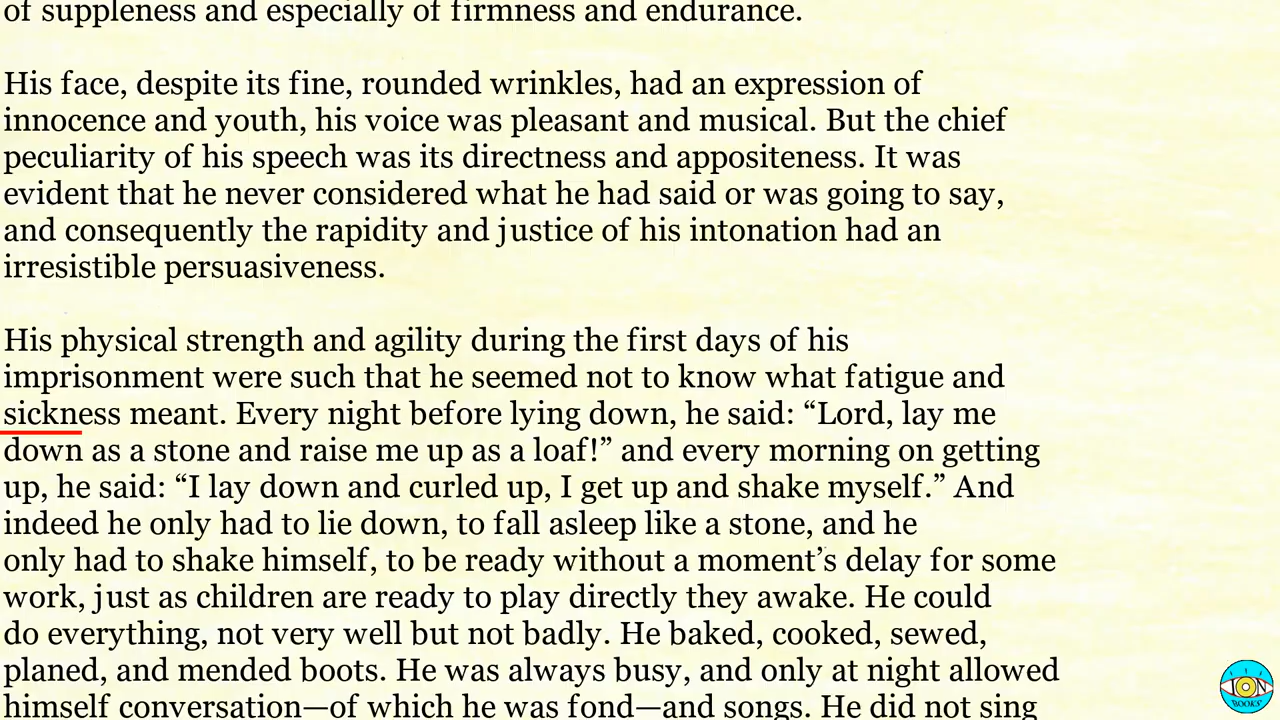 of suppleness and especially of firmness and endurance.
His face, despite its fine, rounded wrinkles, had an expression of
innocence and youth, his voice was pleasant and musical. But the chief
peculiarity of his speech was its directness and appositeness. It was
evident that he never considered what he had said or was going to say,
and consequently the rapidity and justice of his intonation had an
irresistible persuasiveness.
His physical strength and agility during the first days of his
imprisonment were such that he seemed not to know what fatigue and
sickness meant. Every night before lying down, he said: “Lord, lay me
down as a stone and raise me up as a loaf!” and every morning on getting
up, he said: “I lay down and curled up, I get up and shake myself.” And
indeed he only had to lie down, to fall asleep like a stone, and he
only had to shake himself, to be ready without a moment’s delay for some
work, just as children are ready to play directly they awake. He could
do everything, not very well but not badly. He baked, cooked, sewed,
planed, and mended boots. He was always busy, and only at night allowed
himself conversation—of which he was fond—and songs. He did not sing
ION
BOOKS